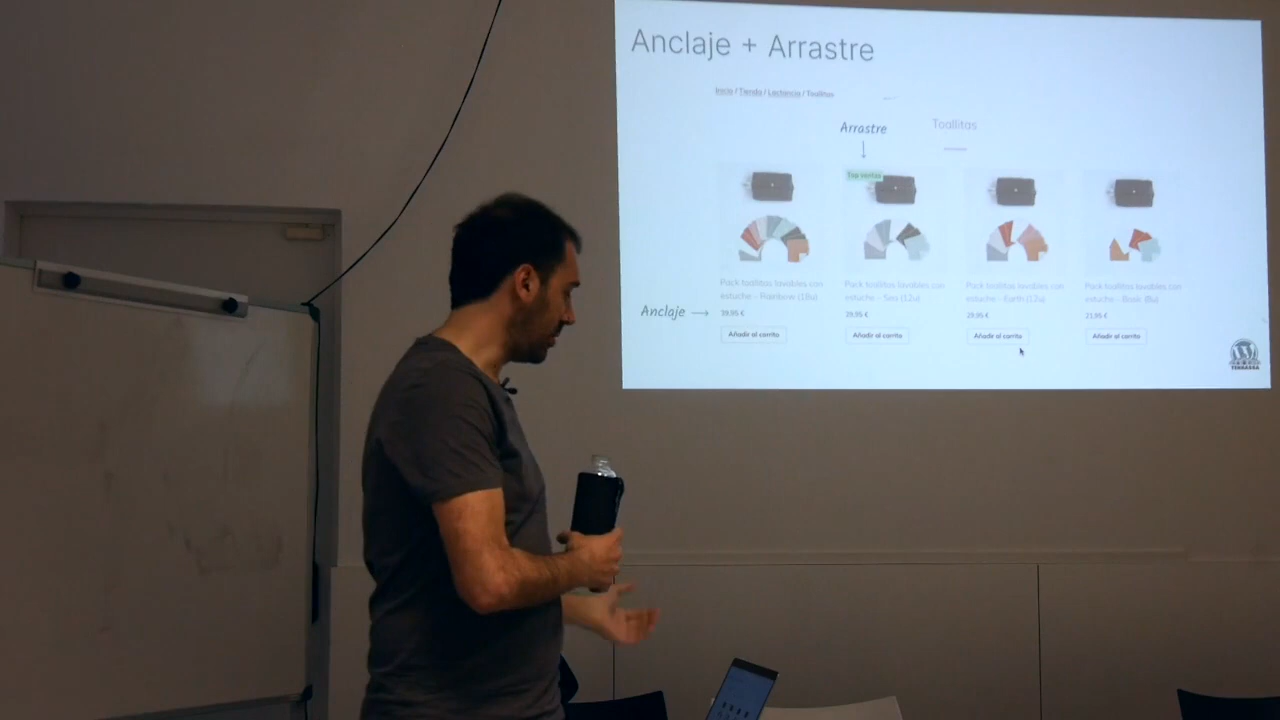 Anclaje + Arrastre
Inicio / Tienda / Lactancia / Toallitas
Arrastre
Toallitas
Top ventas
Pack toallitas lavables con
estuche - Rainbow (18u)
39,95 €
Añadir al carrito
Pack toallitas lavables con
estuche - Sea (12u)
29,95 €
Añadir al carrito
Pack toallitas lavables con
estuche - Earth (12u)
29,95 €
Añadir al carrito
Pack toallitas lavables con
estuche - Basic (8u)
21,95 €
Añadir al carrito
Anclaje
TERRASSA